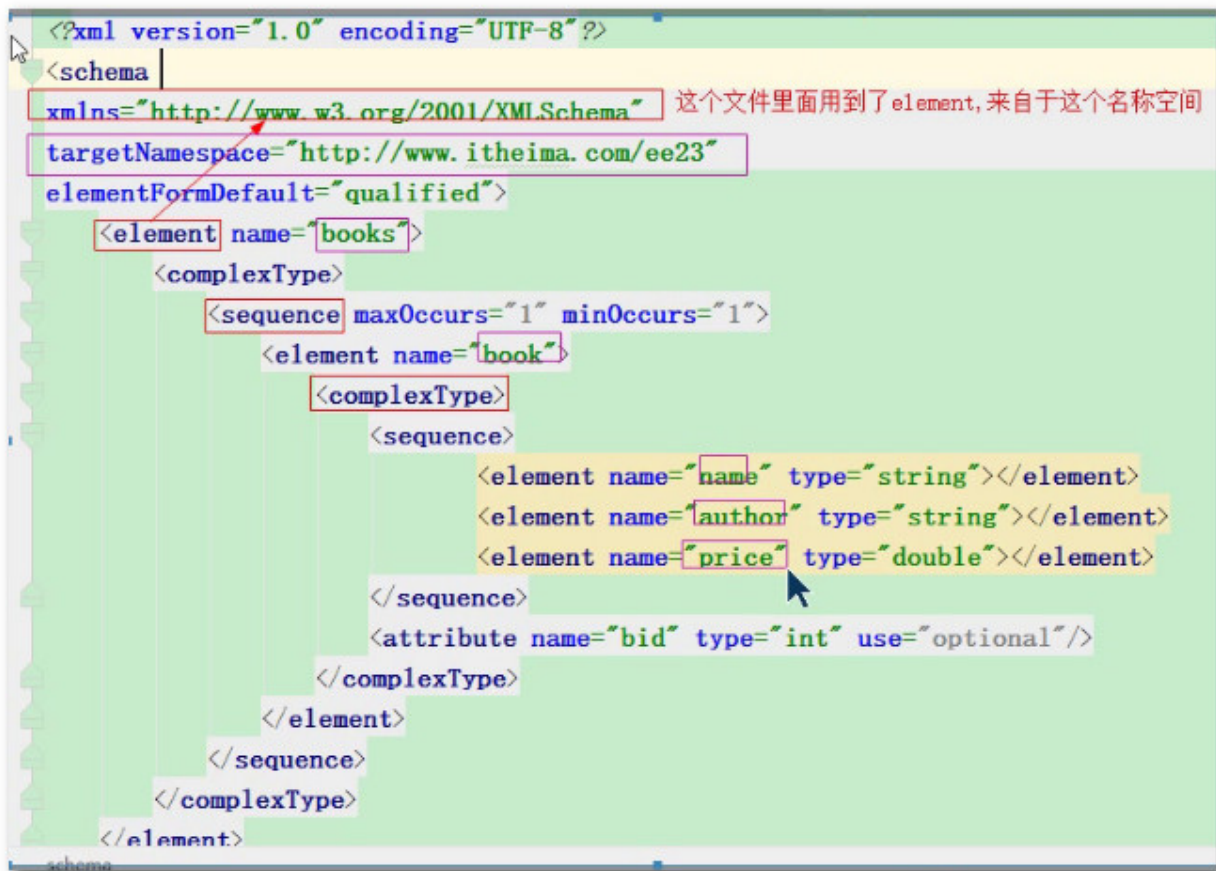 <?xml version="1.0" encoding="UTF-8"?>
<schema
xmlns="http://www.w3.org/2001/XMLSchema" 这个文件里面用到了element,来自于这个名称空间
targetNamespace="http://www.itheima.com/ee23"
elementFormDefault="qualified">
<element name="books">
<complexType>
<sequence maxOccurs="1" minOccurs="1">
<element name="book">
<complexType>
<sequence>
<element name="name" type="string"></element>
<element name="author" type="string"></element>
<element name="price" type="double"></element>
</sequence>
<attribute name="bid" type="int" use="optional"/>
</complexType>
</element>
</sequence>
</complexType>
</element>
schema